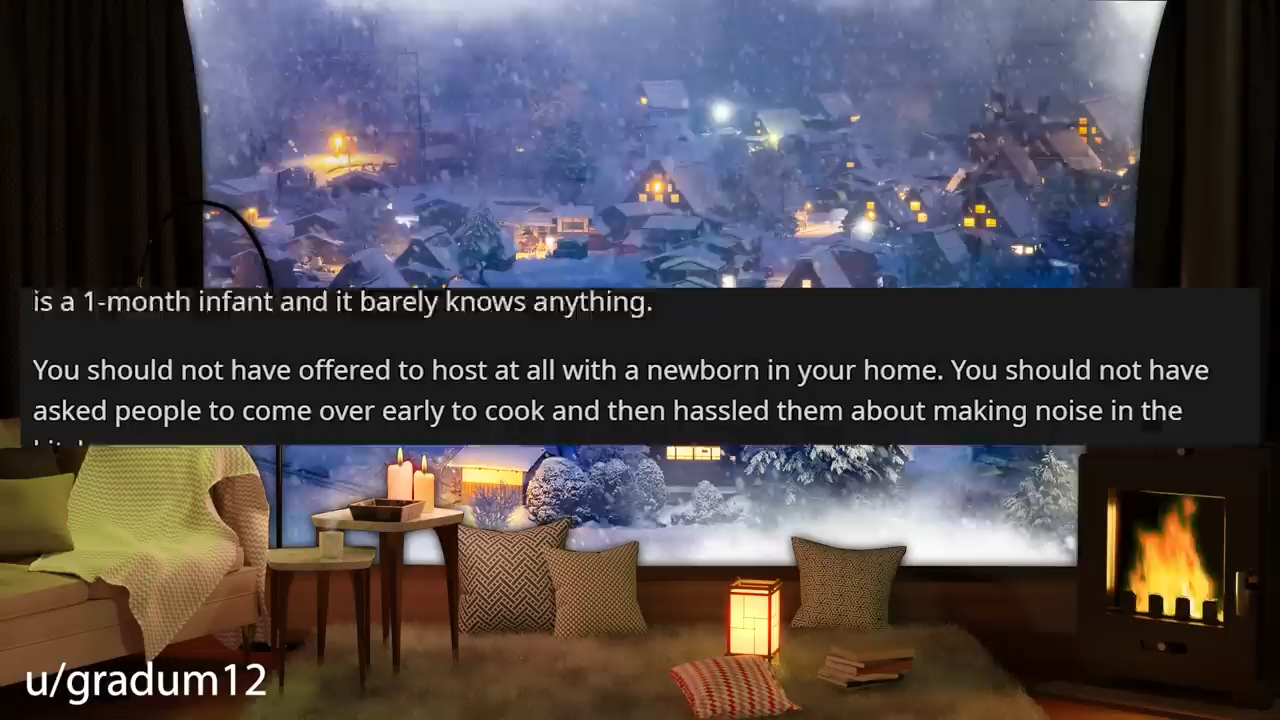 is a 1-month infant and it barely knows anything.
You should not have offered to host at all with a newborn in your home. You should not have
asked people to come over early to cook and then hassled them about making noise in the
u/gradum12